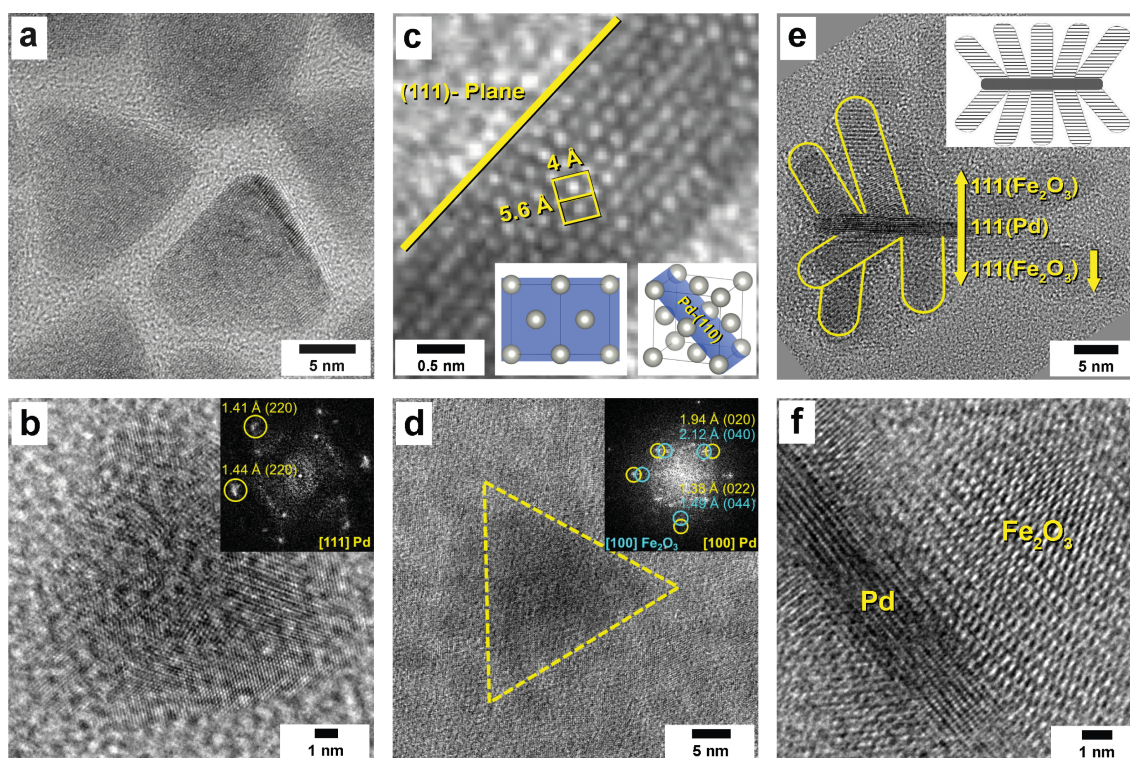 a
5 nm
b
1.41 Å (220)
1.44 Å (220)
[111] Pd
1 nm
c
(111)- Plane
4 Å
5.6 Å
Pd-(110)
0.5 nm
d
1.94 Å (020)
2.12 Å (040)
1.38 Å (022)
1.49 Å (044)
[100] Fe₂O₃
[100] Pd
5 nm
e
111(Fe₂O₃)
111(Pd)
111(Fe₂O₃)
5 nm
f
Fe₂O₃
Pd
1 nm